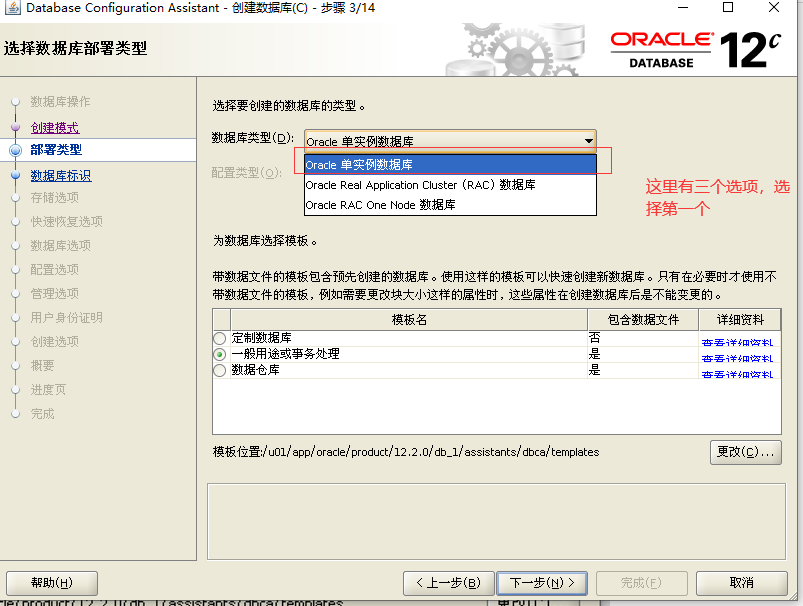 Database Configuration Assistant - 创建数据库(C) - 步骤 3/14
选择数据库部署类型
ORACLE
DATABASE
12c
数据库操作
创建模式
部署类型
数据库标识
存储选项
快速恢复选项
数据库选项
配置选项
管理选项
用户身份证明
创建选项
概要
进度页
完成
选择要创建的数据库的类型。
数据库类型(D):
Oracle 单实例数据库
配置类型(O):
Oracle 单实例数据库
Oracle Real Application Cluster (RAC) 数据库
Oracle RAC One Node 数据库
这里有三个选项，选
择第一个
为数据库选择模板。
带数据文件的模板包含预先创建的数据库。使用这样的模板可以快速创建新数据库。只有在必要时才使用不
带数据文件的模板，例如需要更改块大小这样的属性时，这些属性在创建数据库后是不能变更的。
模板名 包含数据文件 详细资料
定制数据库 否 查看详细资料
一般用途或事务处理 是 查看详细资料
数据仓库 是 查看详细资料
模板位置:/u01/app/oracle/product/12.2.0/db_1/assistants/dbca/templates
更改(C)...
帮助(H)
< 上一步(B)
下一步(N) >
完成(F)
取消